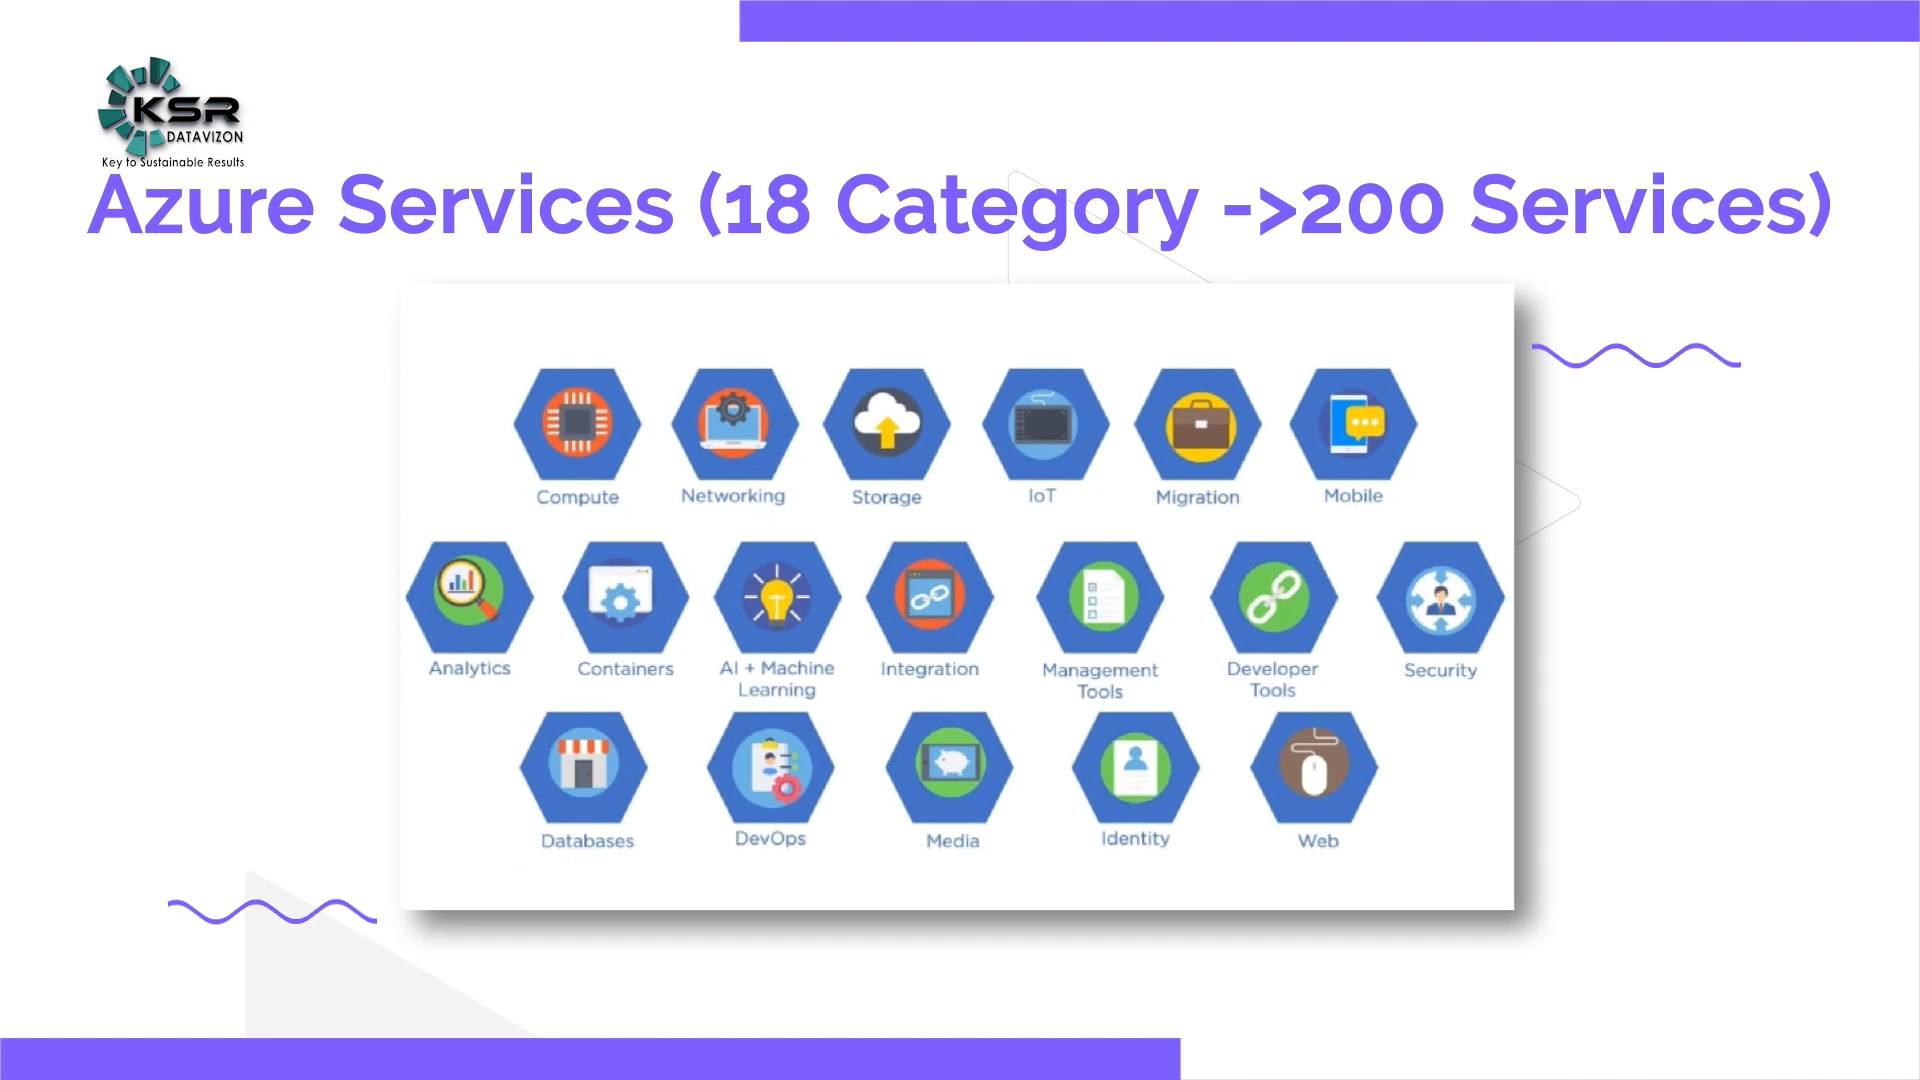 KSR
DATAVIZON
Key to Sustainable Results
Azure Services (18 Category ->200 Services)
Compute
Networking
Storage
IoT
Migration
Mobile
Analytics
Containers
AI + Machine
Learning
Integration
Management
Tools
Developer
Tools
Security
Databases
DevOps
Media
Identity
Web